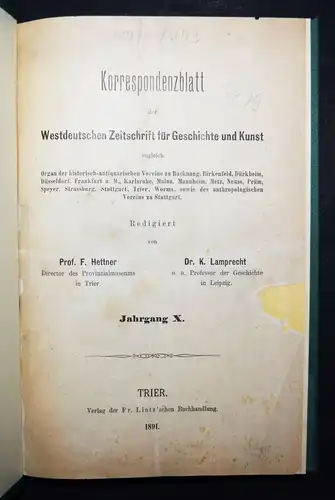 Korrespondenzblatt
der
Westdeutschen Zeitschrift für Geschichte und Kunst
zugleich
Organ der historisch-antiquarischen Vereine zu Backnang, Birkenfeld, Dürkheim,
Düsseldorf, Frankfurt a. M., Karlsruhe, Mainz, Mannheim, Metz, Neuss, Prüm,
Speyer, Strassburg, Stuttgart, Trier, Worms, sowie des anthropologischen
Vereins zu Stuttgart.
Redigiert
von
Prof. F. Hettner
Director des Provinzialmuseums
in Trier
Dr. K. Lamprecht
o. ö. Professor der Geschichte
in Leipzig.
Jahrgang X.
TRIER.
Verlag der Fr. Lintz'schen Buchhandlung.
1891.